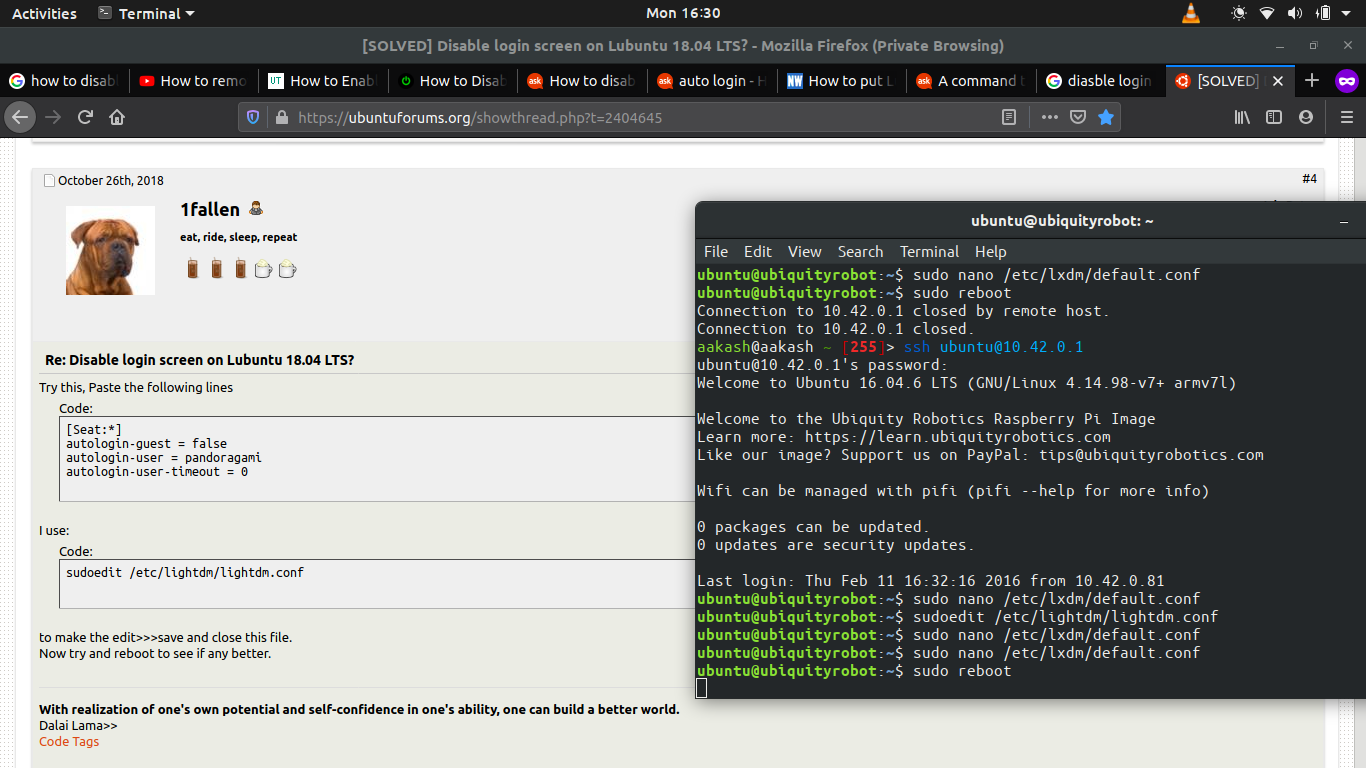 Activities
Terminal
Mon 16:30
[SOLVED] Disable login screen on Lubuntu 18.04 LTS? - Mozilla Firefox (Private Browsing)
how to disabl
How to remo
UT How to Enabl
How to Disab
ask How to disab
ask auto login - H
NW How to put L
ask A command t
diasble login
[SOLVED]
https://ubuntuforums.org/showthread.php?t=2404645
October 26th, 2018
#4
1fallen
eat, ride, sleep, repeat
Re: Disable login screen on Lubuntu 18.04 LTS?
Try this, Paste the following lines
Code:
[Seat:*]
autologin-guest = false
autologin-user = pandoragami
autologin-user-timeout = 0
I use:
Code:
sudoedit /etc/lightdm/lightdm.conf
to make the edit>>>save and close this file.
Now try and reboot to see if any better.
With realization of one's own potential and self-confidence in one's ability, one can build a better world.
Dalai Lama>>
Code Tags
ubuntu@ubiquityrobot: ~
File Edit View Search Terminal Help
ubuntu@ubiquityrobot:~$ sudo nano /etc/lxdm/default.conf
ubuntu@ubiquityrobot:~$ sudo reboot
Connection to 10.42.0.1 closed by remote host.
Connection to 10.42.0.1 closed.
aakash@aakash ~ [255]> ssh ubuntu@10.42.0.1
ubuntu@10.42.0.1's password:
Welcome to Ubuntu 16.04.6 LTS (GNU/Linux 4.14.98-v7+ armv7l)
Welcome to the Ubiquity Robotics Raspberry Pi Image
Learn more: https://learn.ubiquityrobotics.com
Like our image? Support us on PayPal: tips@ubiquityrobotics.com
Wifi can be managed with pifi (pifi --help for more info)
0 packages can be updated.
0 updates are security updates.
Last login: Thu Feb 11 16:32:16 2016 from 10.42.0.81
ubuntu@ubiquityrobot:~$ sudo nano /etc/lxdm/default.conf
ubuntu@ubiquityrobot:~$ sudoedit /etc/lightdm/lightdm.conf
ubuntu@ubiquityrobot:~$ sudo nano /etc/lxdm/default.conf
ubuntu@ubiquityrobot:~$ sudo nano /etc/lxdm/default.conf
ubuntu@ubiquityrobot:~$ sudo reboot